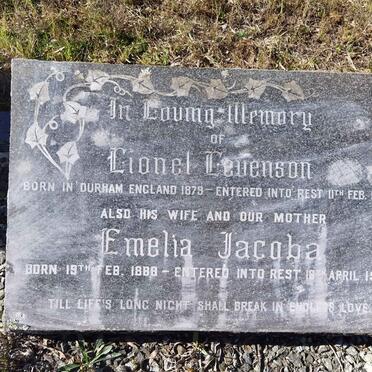 In Loving Memory
OF
Lionel Levenson
BORN IN DURHAM ENGLAND 1879 — ENTERED INTO REST 11TH FEB.
ALSO HIS WIFE AND OUR MOTHER
Emelia Jacoba
BORN 19TH FEB. 1888 — ENTERED INTO REST APRIL
TILL LIFE'S LONG NIGHT SHALL BREAK IN ENDLESS LOVE